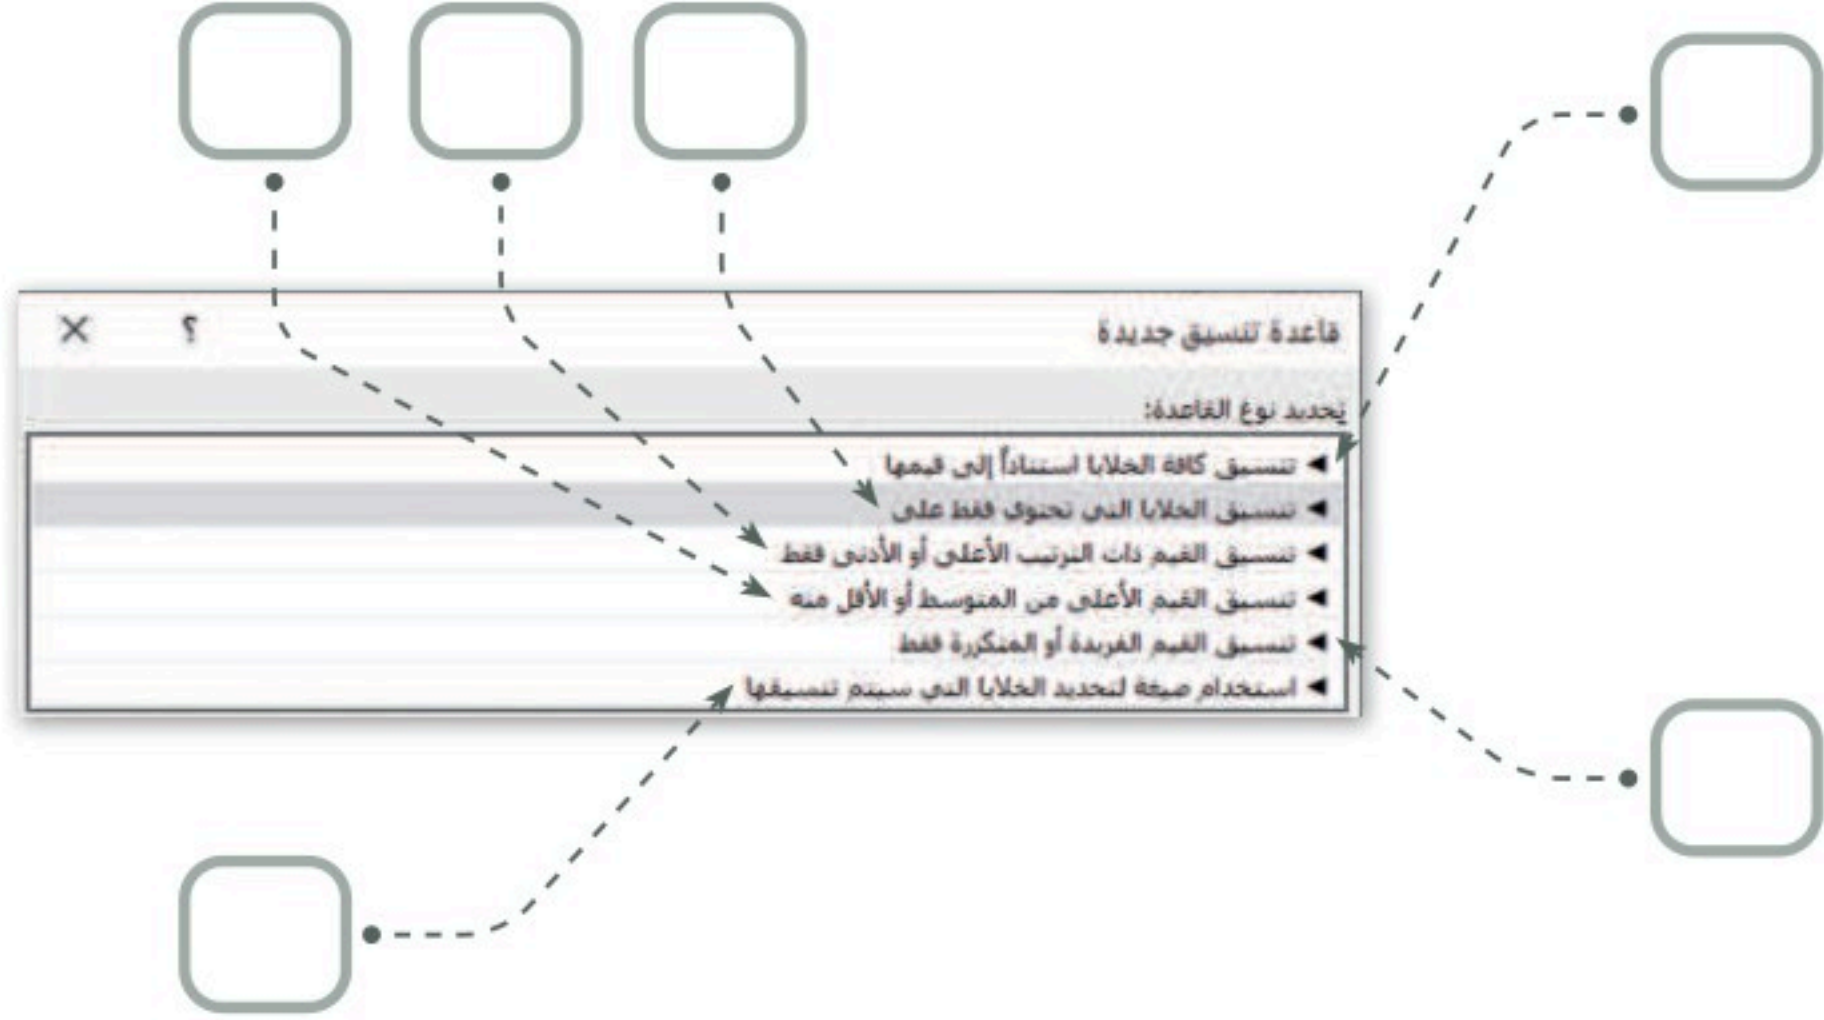 قاعدة تنسيق جديدة ؟
تحديد نوع القاعدة:
◄ تنسيق كافة الخلايا استناداً إلى قيمها
◄ تنسيق الخلايا التي تحتوي فقط على
◄ تنسيق القيم ذات الترتيب الأعلى أو الأدنى فقط
◄ تنسيق القيم الأعلى من المتوسط أو الأقل منه
◄ تنسيق القيم الفريدة أو المتكررة فقط
◄ استخدام صيغة لتحديد الخلايا التي سيتم تنسيقها